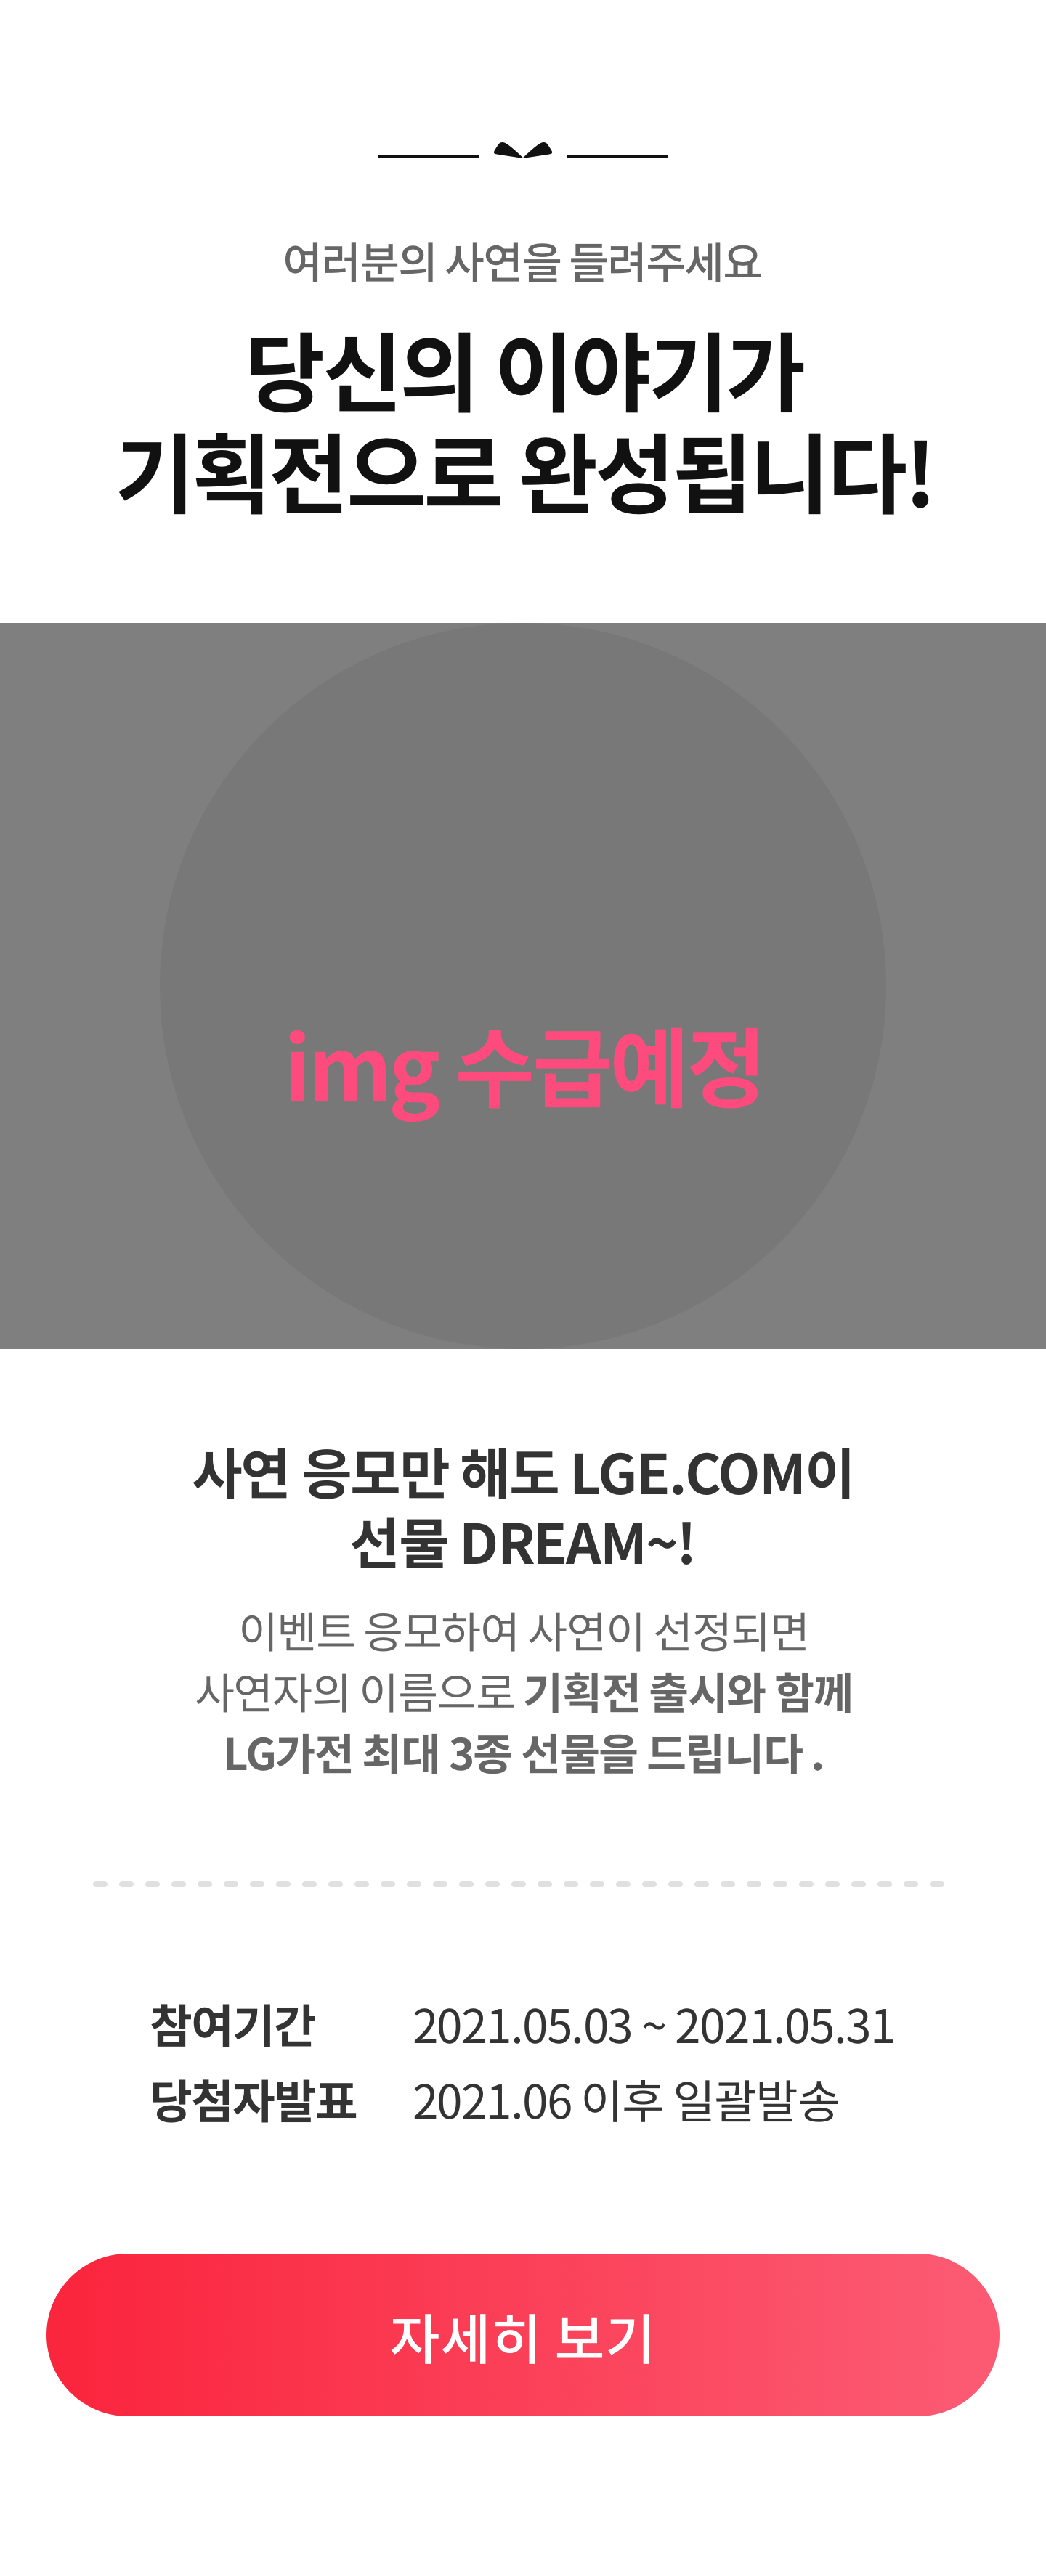 여러분의 사연을 들려주세요
당신의 이야기가
기획전으로 완성됩니다!
img 수급예정
사연 응모만 해도 LGE.COM이
선물 DREAM~!
이벤트 응모하여 사연이 선정되면
사연자의 이름으로 기획전 출시와 함께
LG가전 최대 3종 선물을 드립니다 .
참여기간 2021.05.03 ~ 2021.05.31
당첨자발표 2021.06 이후 일괄발송
자세히 보기